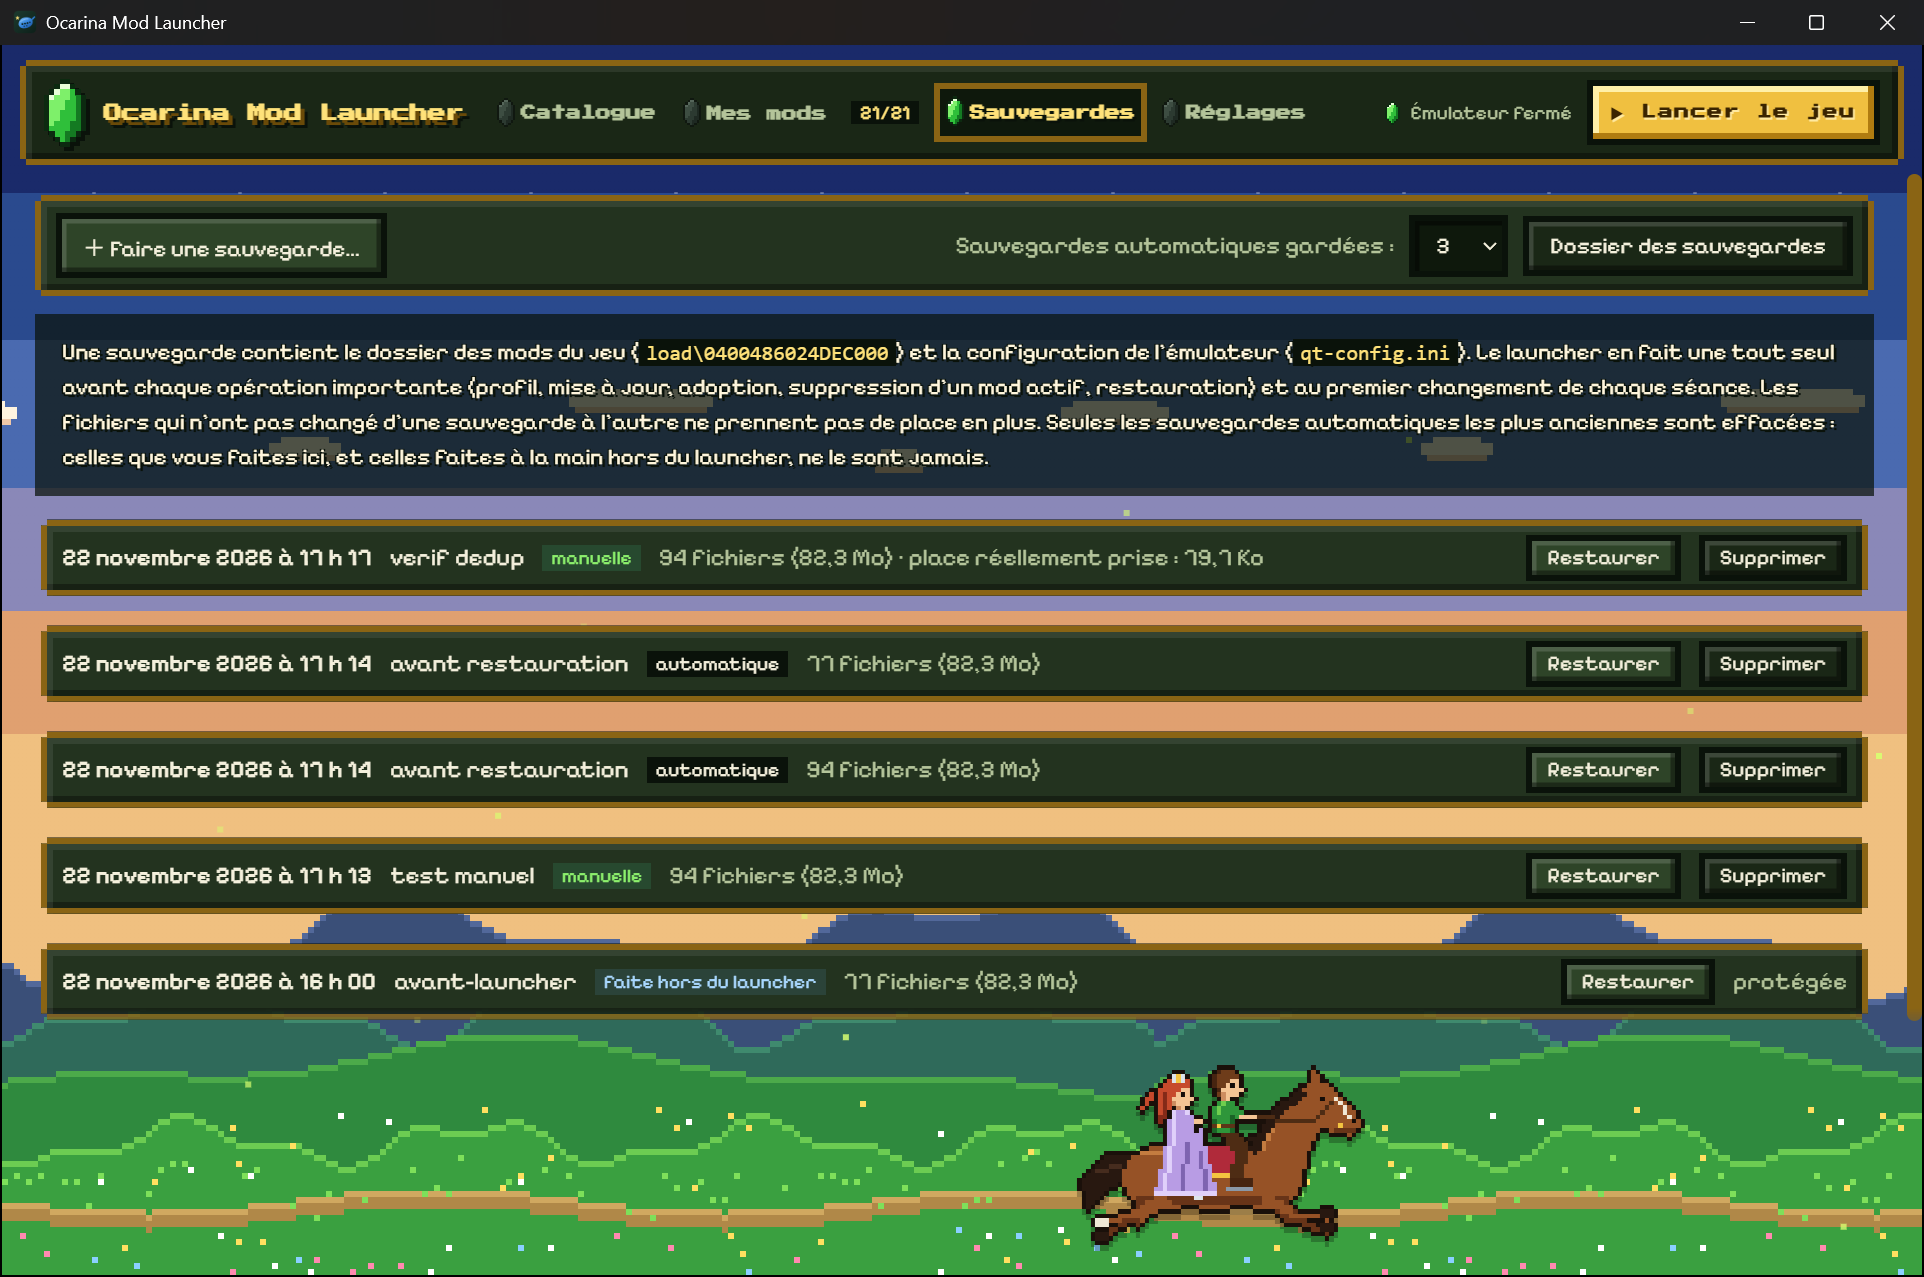 Ocarina Mod Launcher
Ocarina Mod Launcher
Catalogue
Mes mods 21/21
Sauvegardes
Réglages
Émulateur fermé
▶ Lancer le jeu
+ Faire une sauvegarde...
Sauvegardes automatiques gardées : 3
Dossier des sauvegardes
Une sauvegarde contient le dossier des mods du jeu (load\0400486024DEC000) et la configuration de l'émulateur (qt-config.ini). Le launcher en fait une tout seul
avant chaque opération importante (profil, mise à jour, adoption, suppression d'un mod actif, restauration) et au premier changement de chaque séance. Les
fichiers qui n'ont pas changé d'une sauvegarde à l'autre ne prennent pas de place en plus. Seules les sauvegardes automatiques les plus anciennes sont effacées :
celles que vous faites ici, et celles faites à la main hors du launcher, ne le sont jamais.
22 novembre 2026 à 17 h 17 verif dedup manuelle 94 fichiers (82,3 Mo) · place réellement prise : 79,7 Ko Restaurer Supprimer
22 novembre 2026 à 17 h 14 avant restauration automatique 77 fichiers (82,3 Mo) Restaurer Supprimer
22 novembre 2026 à 17 h 14 avant restauration automatique 94 fichiers (82,3 Mo) Restaurer Supprimer
22 novembre 2026 à 17 h 13 test manuel manuelle 94 fichiers (82,3 Mo) Restaurer Supprimer
22 novembre 2026 à 16 h 00 avant-launcher faite hors du launcher 77 fichiers (82,3 Mo) Restaurer protégée